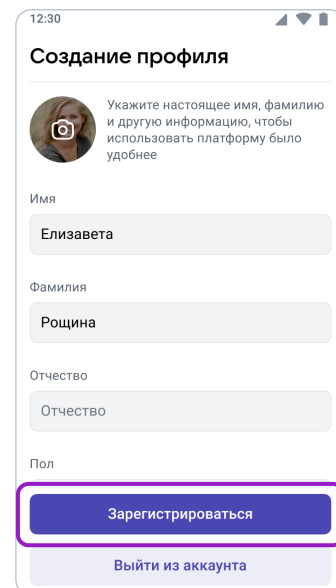 12:30
Создание профиля
Укажите настоящее имя, фамилию
и другую информацию, чтобы
использовать платформу было
удобнее
Имя
Елизавета
Фамилия
Рощина
Отчество
Отчество
Пол
Зарегистрироваться
Выйти из аккаунта